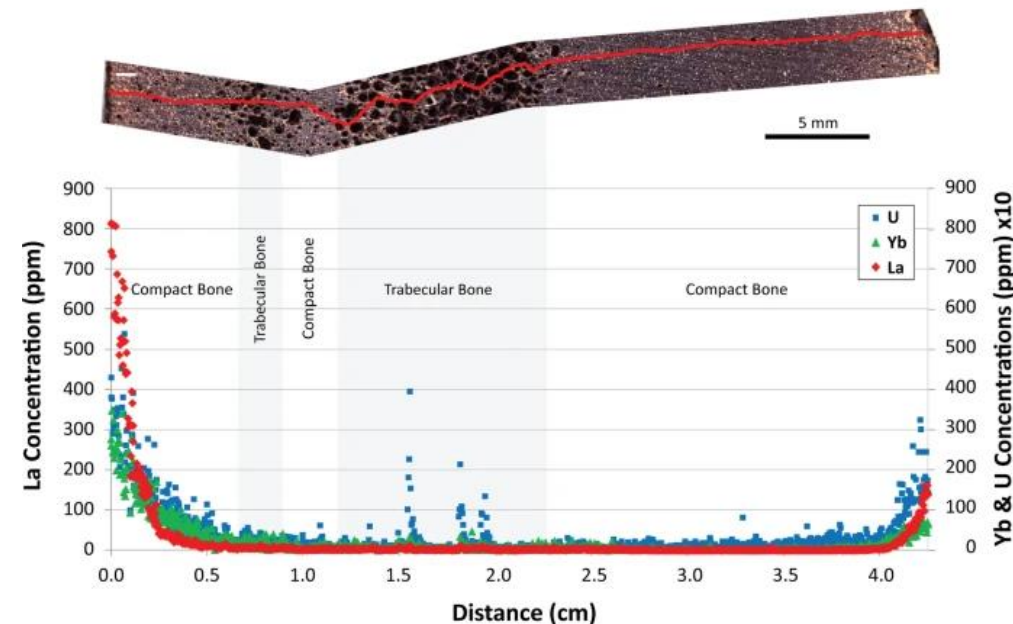 5 mm
La Concentration (ppm)
900
800
700
600
500
400
300
200
100
0
Compact Bone
Trabecular Bone
Compact Bone
Trabecular Bone
Compact Bone
U
Yb
La
900
800
700
600
500
400
300
200
100
0
Yb & U Concentrations (ppm) x10
0.0 0.5 1.0 1.5 2.0 2.5 3.0 3.5 4.0
Distance (cm)